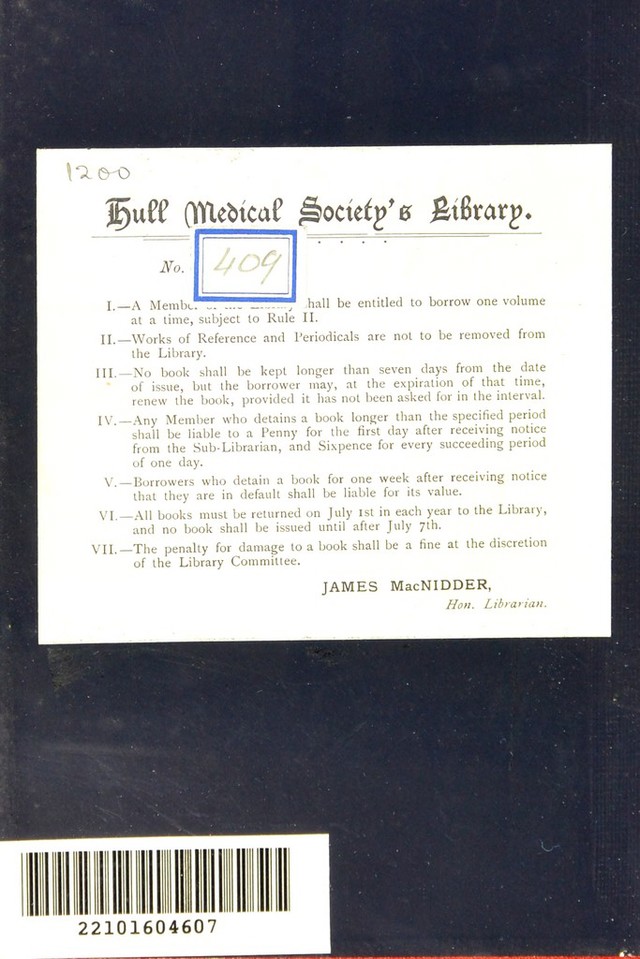 1200
Hull Medical Society's Library.
No. 409
I.—A Member of the Library shall be entitled to borrow one volume
at a time, subject to Rule II.
II.—Works of Reference and Periodicals are not to be removed from
the Library.
III.—No book shall be kept longer than seven days from the date
of issue, but the borrower may, at the expiration of that time,
renew the book, provided it has not been asked for in the interval.
IV.—Any Member who detains a book longer than the specified period
shall be liable to a Penny for the first day after receiving notice
from the Sub-Librarian, and Sixpence for every succeeding period
of one day.
V.—Borrowers who detain a book for one week after receiving notice
that they are in default shall be liable for its value.
VI.—All books must be returned on July 1st in each year to the Library,
and no book shall be issued until after July 7th.
VII.—The penalty for damage to a book shall be a fine at the discretion
of the Library Committee.
JAMES MacNIDDER,
Hon. Librarian.
22101604607